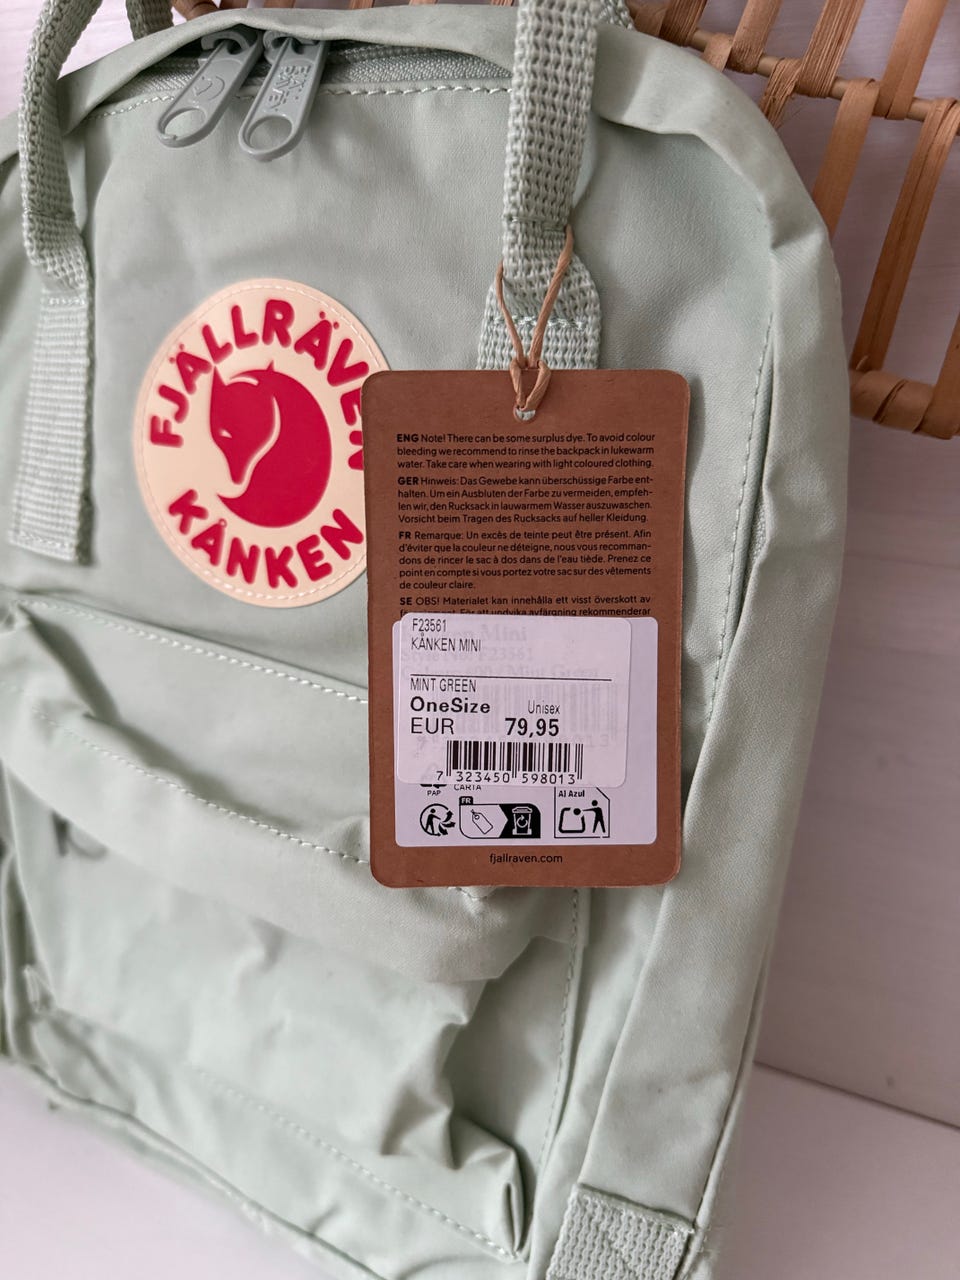 FJÄLLRÄVEN
KÅNKEN
ENG Note! There can be some surplus dye. To avoid colour
bleeding we recommend to rinse the backpack in lukewarm
water. Take care when wearing with light coloured clothing.
GER Hinweis: Das Gewebe kann überschüssige Farbe ent-
halten. Um ein Ausbluten der Farbe zu vermeiden, empfeh-
len wir, den Rucksack in lauwarmem Wasser auszuwaschen.
Vorsicht beim Tragen des Rucksacks auf heller Kleidung.
FR Remarque: Un excès de teinte peut être présent. Afin
d'éviter que la couleur ne déteigne, nous vous recomman-
dons de rincer le sac à dos dans de l'eau tiède. Prenez ce
point en compte si vous portez votre sac sur des vêtements
de couleur claire.
SE OBS! Materialet kan innehålla ett visst överskott av
För att undvika avfärgning rekommenderar
F23561
KÅNKEN MINI
MINT GREEN
OneSize Unisex
EUR 79,95
7 323450 598013
PAP CARTA
FR
Al Azul
fjallraven.com